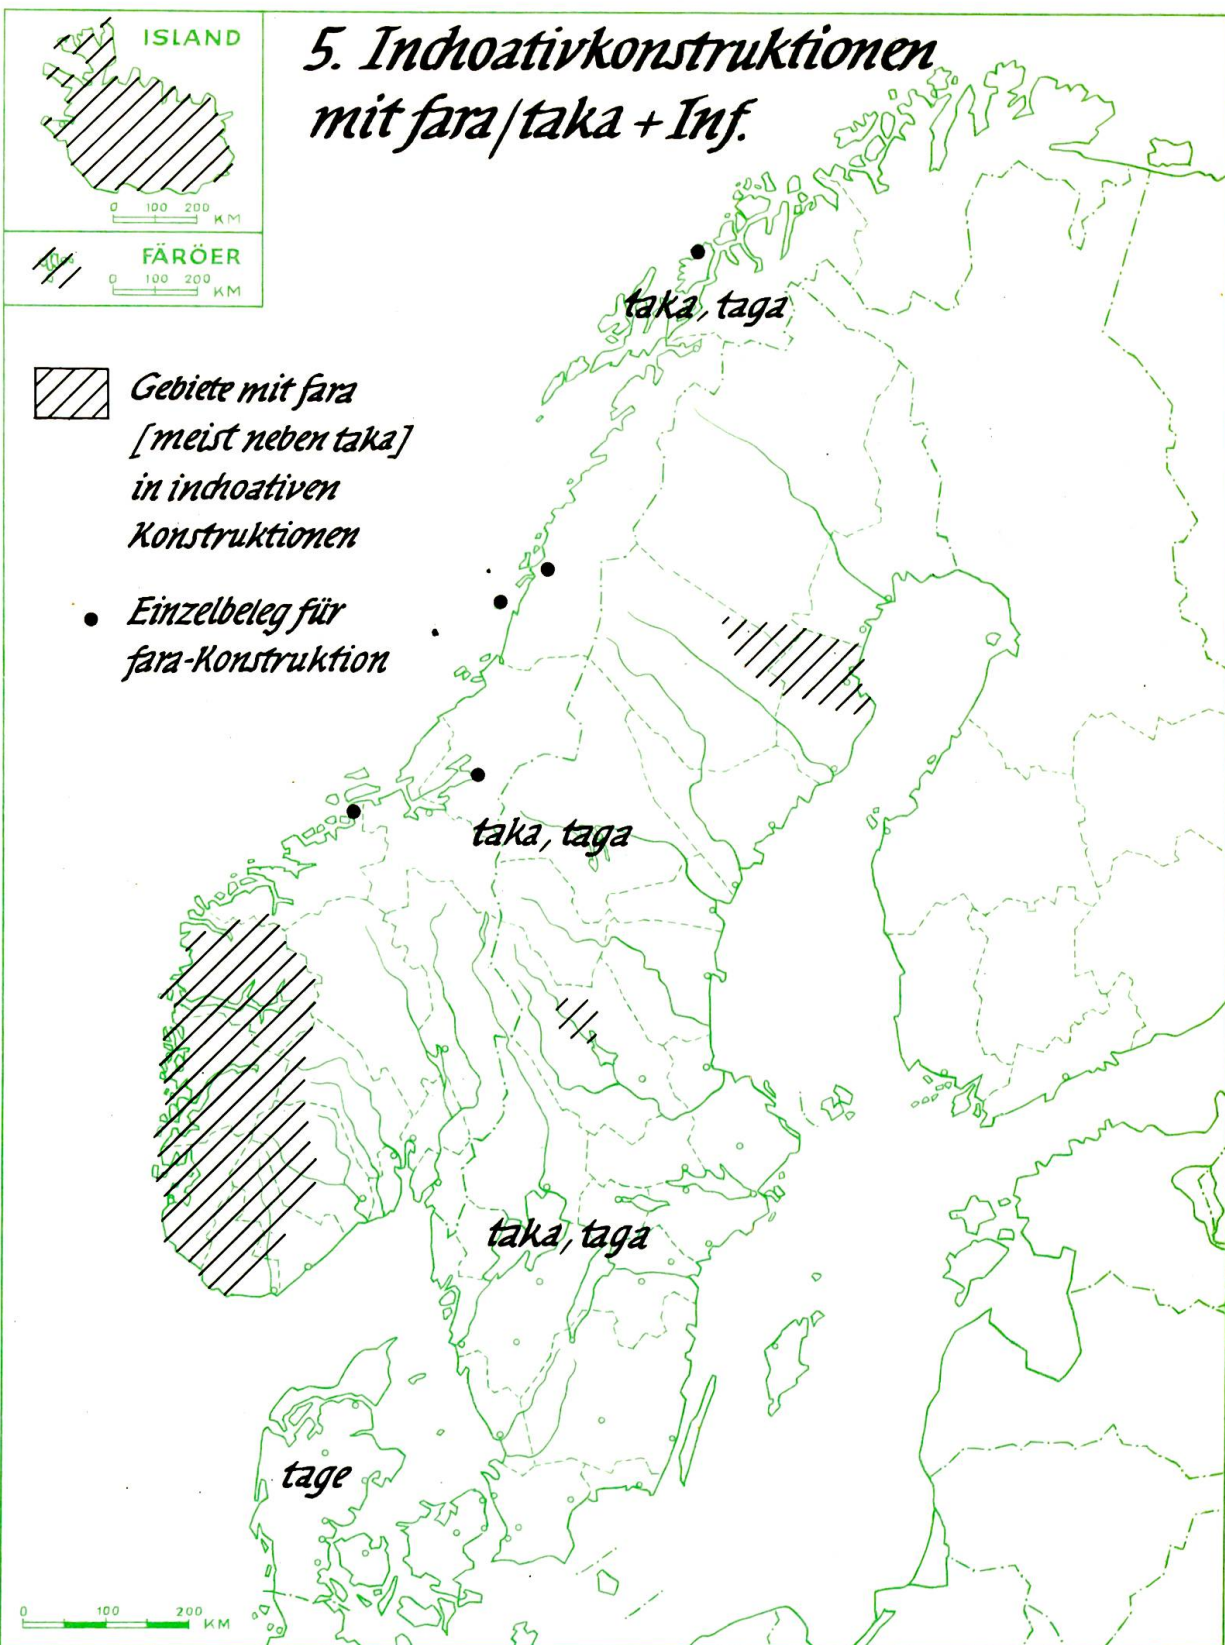 ISLAND
0 100 200
KM
FÄRÖER
0 100 200
KM
5. Inchoativkonstruktionen
mit fara/taka + Inf.
Gebiete mit fara
[meist neben taka]
in inchoativen
Konstruktionen
Einzelbeleg für
fara-Konstruktion
taka, taga
taka, taga
taka, taga
tage
0 100 200
KM